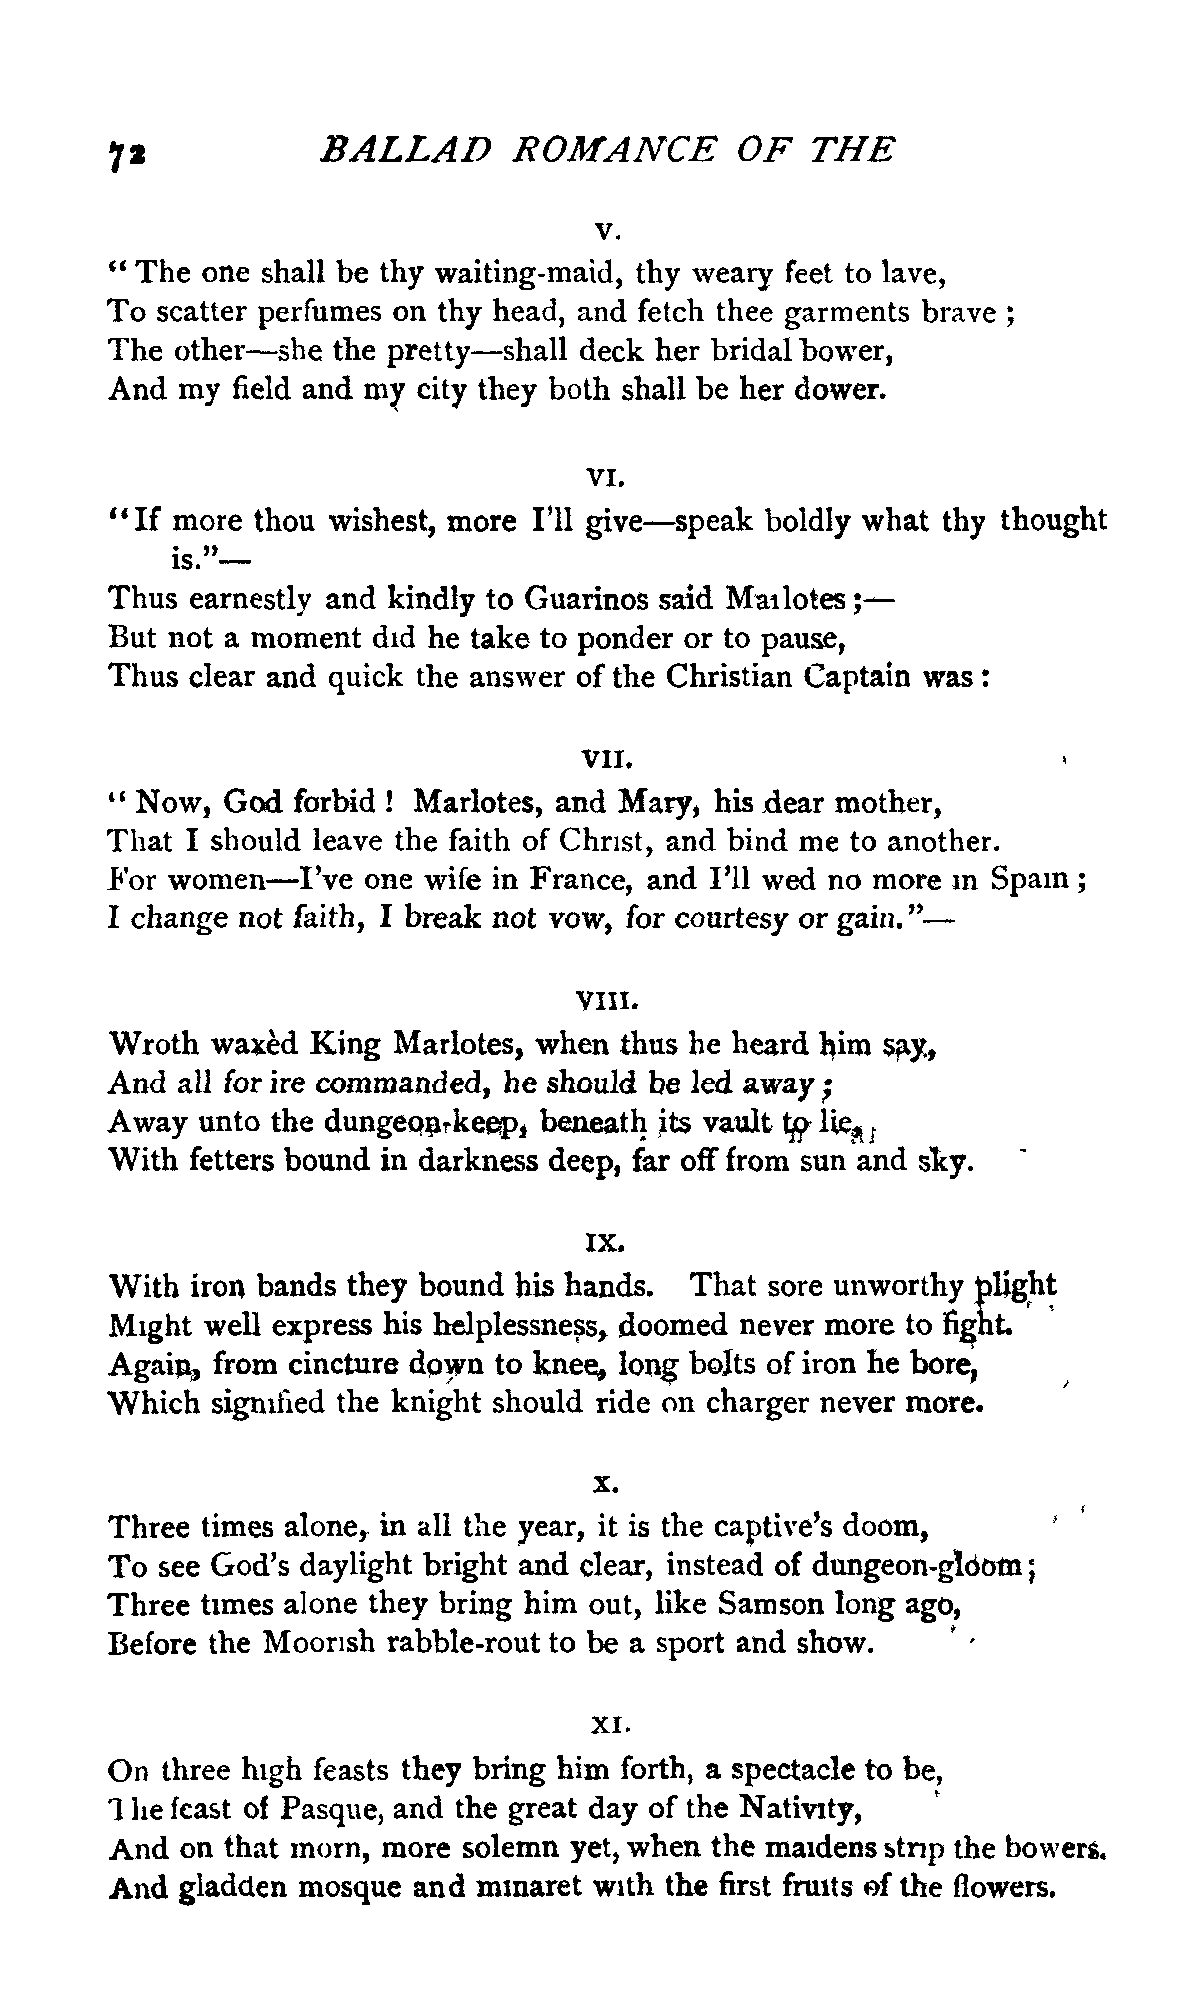 72 BALLAD ROMANCE OF THE
V.
“ The one shall be thy waiting-maid, thy weary feet to lave,
To scatter perfumes on thy head, and fetch thee garments brave ;
The other—she the pretty—shall deck her bridal bower,
And my field and my city they both shall be her dower.
VI.
“If more thou wishest, more I’ll give—speak boldly what thy thought
is.”—
Thus earnestly and kindly to Guarinos said Marlotes ;—
But not a moment did he take to ponder or to pause,
Thus clear and quick the answer of the Christian Captain was :
VII.
“ Now, God forbid ! Marlotes, and Mary, his dear mother,
That I should leave the faith of Christ, and bind me to another.
For women—I’ve one wife in France, and I’ll wed no more in Spain ;
I change not faith, I break not vow, for courtesy or gain.”—
VIII.
Wroth waxèd King Marlotes, when thus he heard him say,
And all for ire commanded, he should be led away ;
Away unto the dungeon-keep, beneath its vault to lie,
With fetters bound in darkness deep, far off from sun and sky.
IX.
With iron bands they bound his hands. That sore unworthy plight
Might well express his helplessness, doomed never more to fight.
Again, from cincture down to knee, long bolts of iron he bore,
Which signified the knight should ride on charger never more.
X.
Three times alone, in all the year, it is the captive’s doom,
To see God’s daylight bright and clear, instead of dungeon-gloom ;
Three times alone they bring him out, like Samson long ago,
Before the Moorish rabble-rout to be a sport and show.
XI.
On three high feasts they bring him forth, a spectacle to be,
The feast of Pasque, and the great day of the Nativity,
And on that morn, more solemn yet, when the maidens strip the bowers,
And gladden mosque and minaret with the first fruits of the flowers.